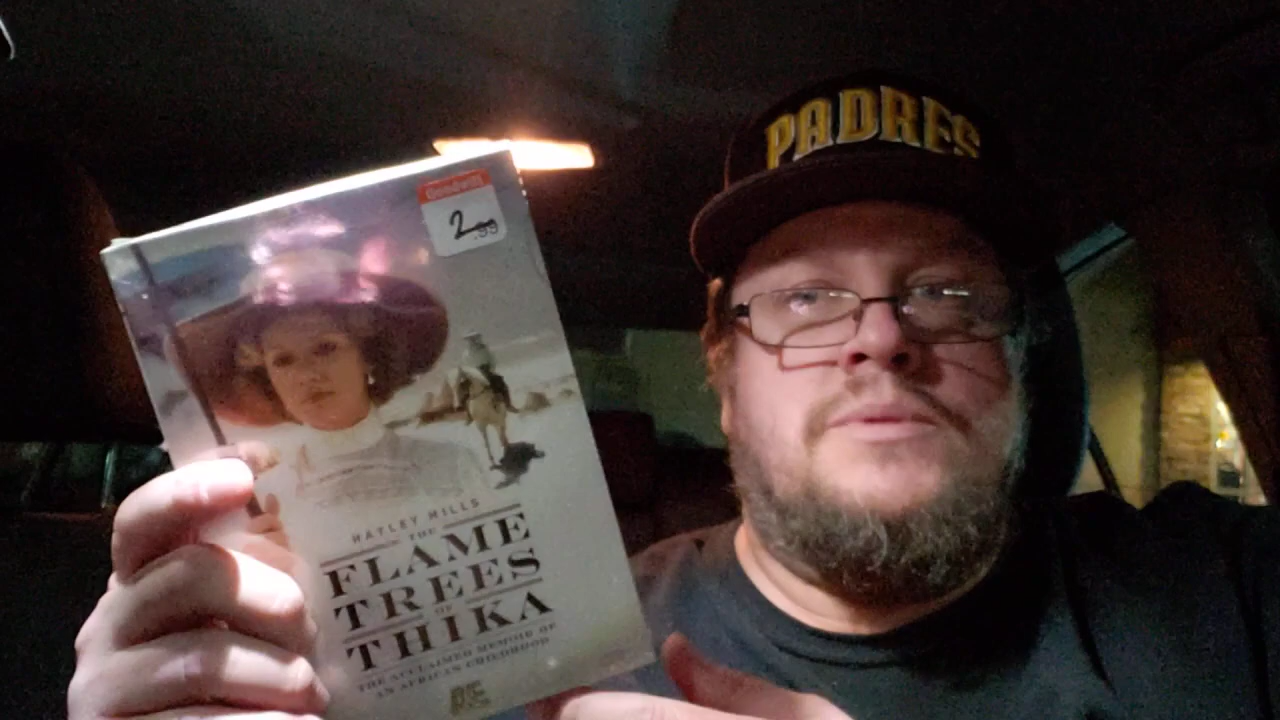 PADRES
Goodwill
2.99
HAYLEY MILLS
THE
FLAME
TREES
OF
THIKA
THE ACCLAIMED MEMOIR OF
AN AFRICAN CHILDHOOD
A&E